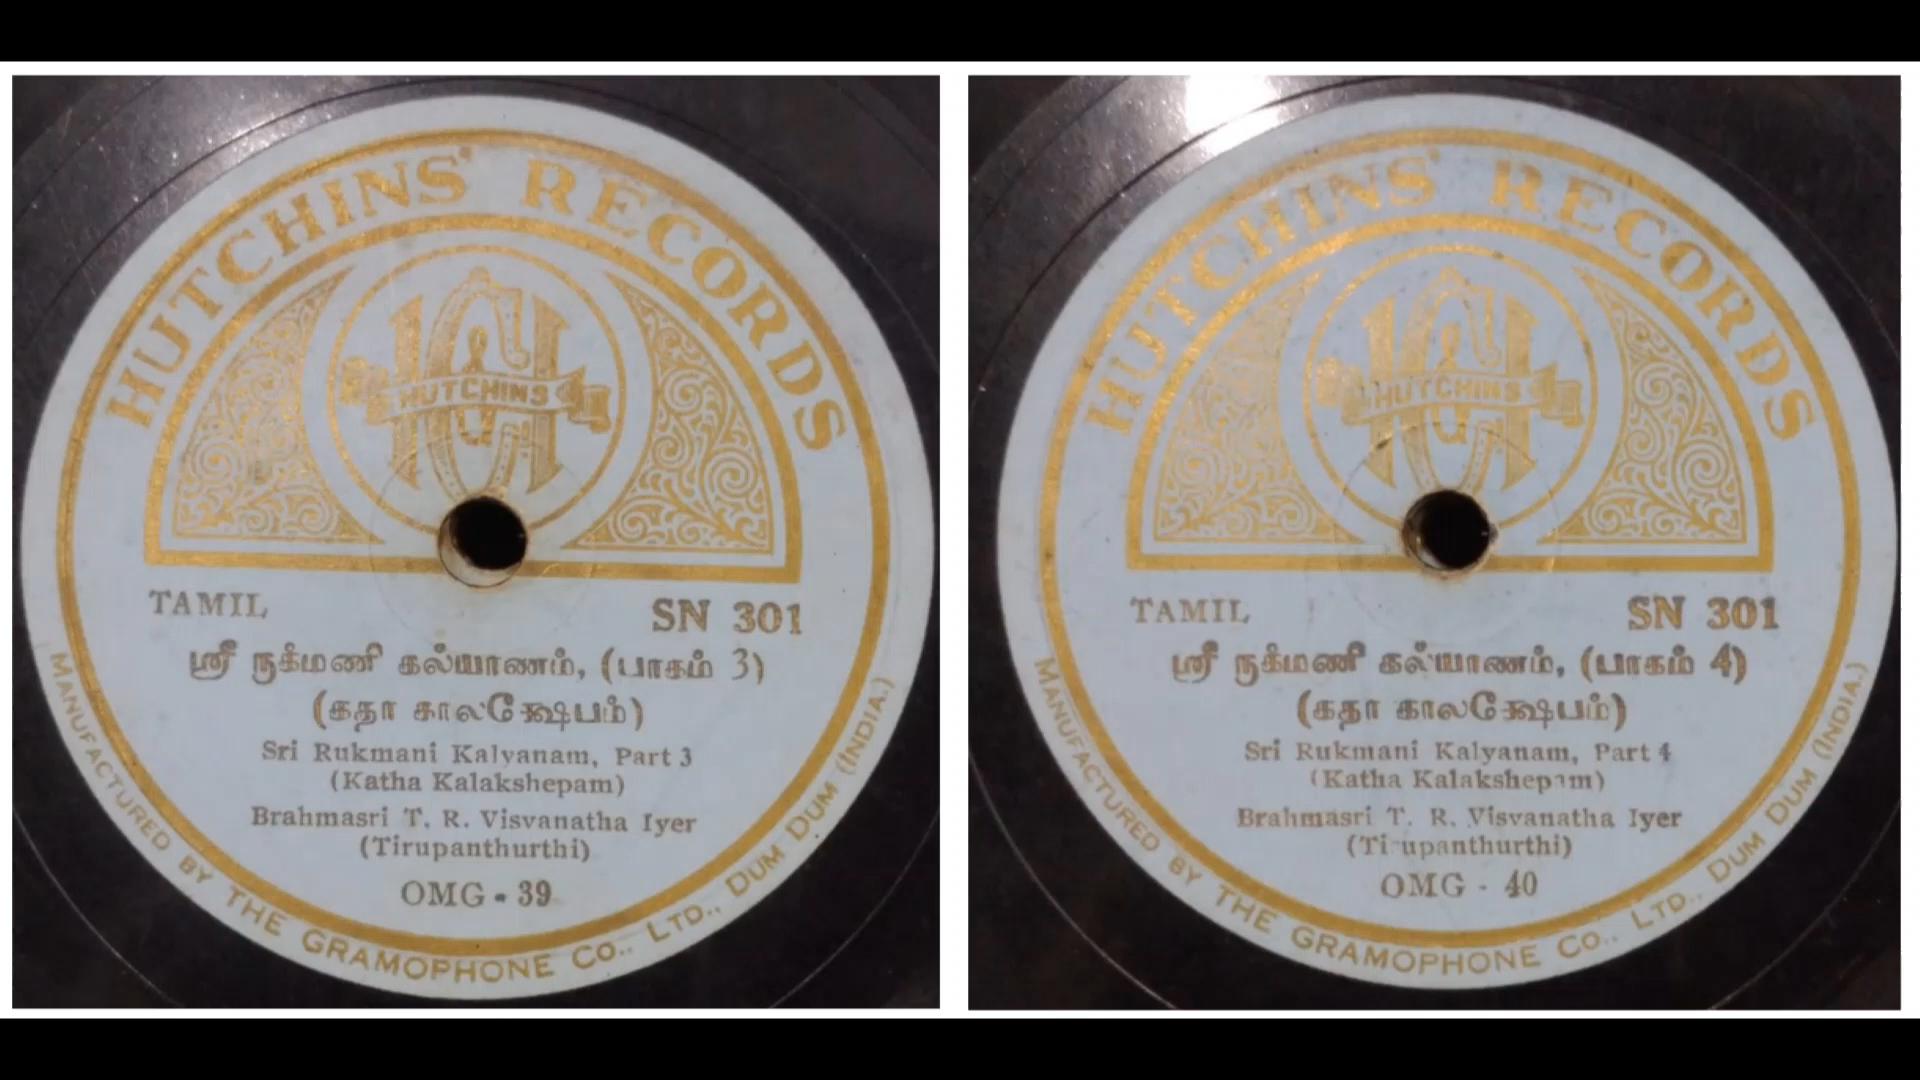 HUTCHINS' RECORDS
HUTCHINS
TAMIL SN 301
ஸ்ரீ ருக்மணி கல்யாணம், (பாகம் 3)
(கதா காலக்ஷேபம்)
Sri Rukmani Kalyanam, Part 3
(Katha Kalakshepam)
Brahmasri T. R. Visvanatha Iyer
(Tirupanthurthi)
OMG - 39
MANUFACTURED BY THE GRAMOPHONE Co., LTD., DUM DUM (INDIA.)
HUTCHINS' RECORDS
HUTCHINS
TAMIL SN 301
ஸ்ரீ ருக்மணி கல்யாணம், (பாகம் 4)
(கதா காலக்ஷேபம்)
Sri Rukmani Kalyanam, Part 4
(Katha Kalakshepam)
Brahmasri T. R. Visvanatha Iyer
(Tirupanthurthi)
OMG - 40
MANUFACTURED BY THE GRAMOPHONE Co., LTD., DUM DUM (INDIA.)